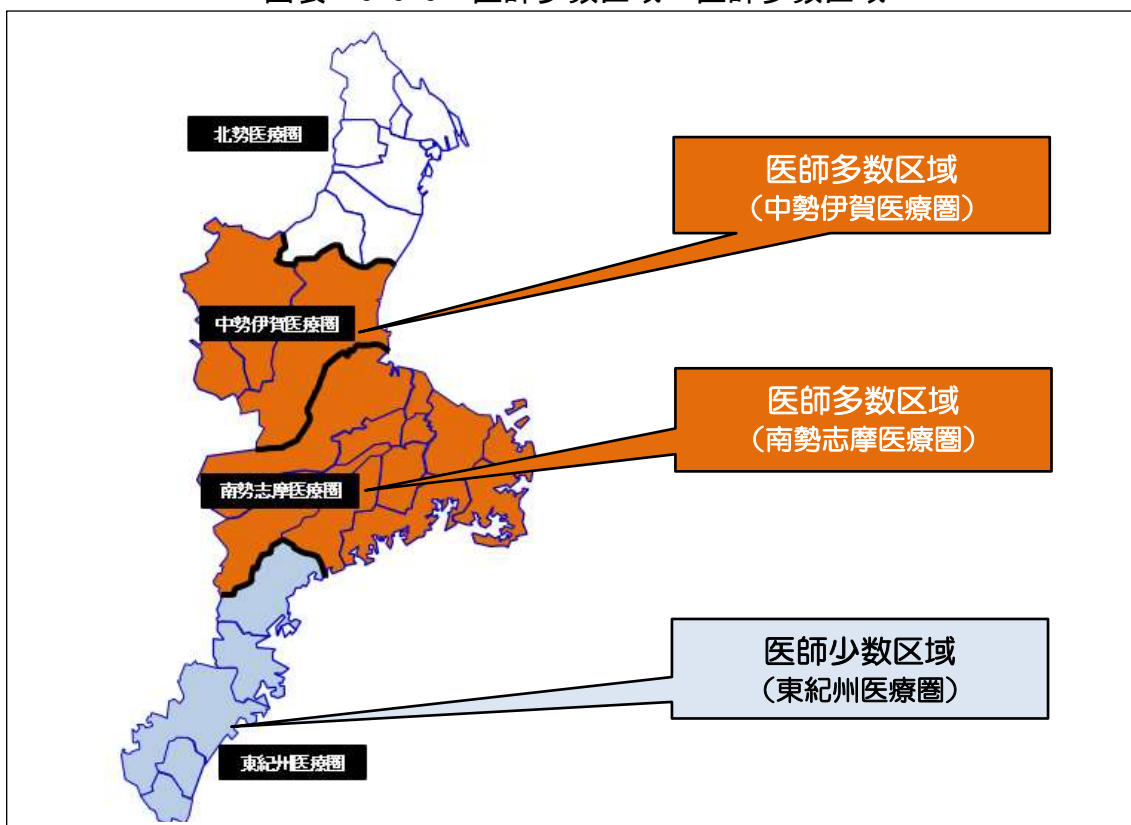 北勢医療圏
医師多数区域
（中勢伊賀医療圏）
中勢伊賀医療圏
医師多数区域
（南勢志摩医療圏）
南勢志摩医療圏
医師少数区域
（東紀州医療圏）
東紀州医療圏